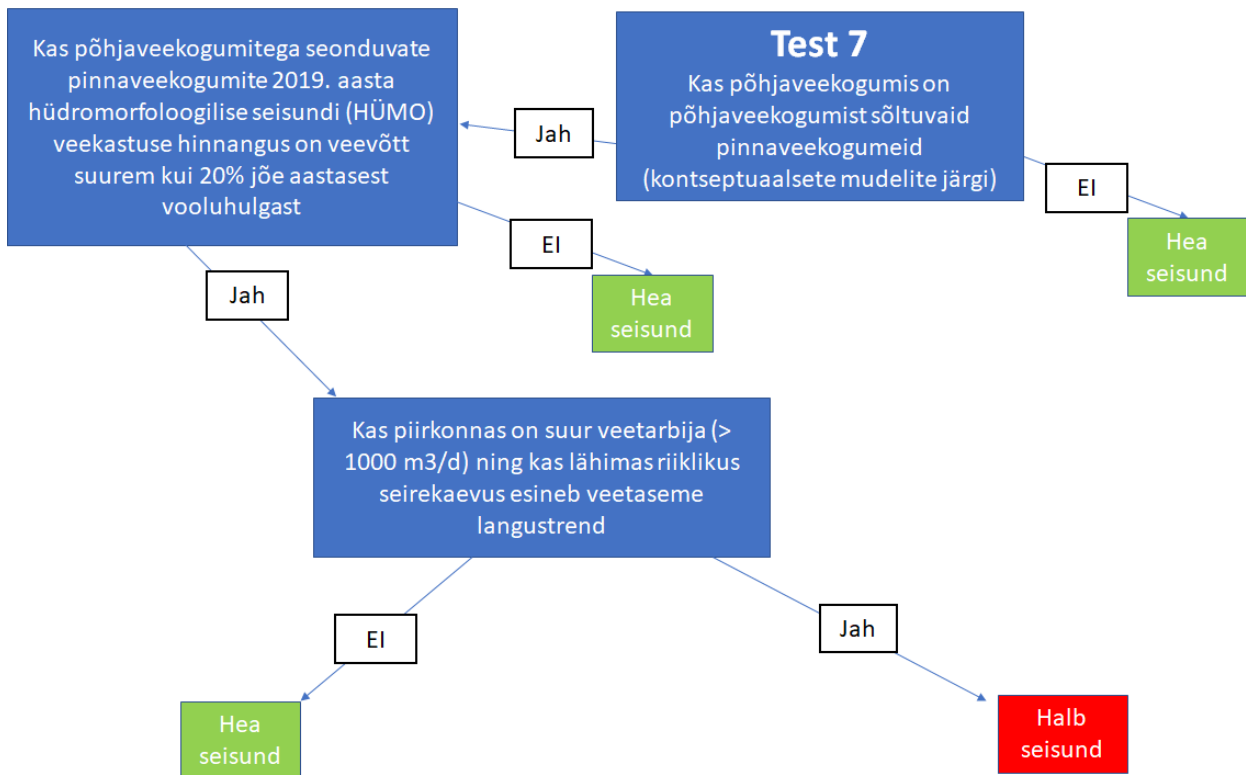 Test 7
Kas põhjaveekogumis on
põhjaveekogumist sõltuvaid
pinnaveekogumeid
(kontseptuaalsete mudelite järgi)
Jah
EI
Hea
seisund
Kas põhjaveekogumitega seonduvate
pinnaveekogumite 2019. aasta
hüdromorfoloogilise seisundi (HÜMO)
veekastuse hinnangus on veevõtt
suurem kui 20% jõe aastasest
vooluhulgast
EI
Hea
seisund
Jah
Kas piirkonnas on suur veetarbija (>
1000 m3/d) ning kas lähimas riiklikus
seirekaevus esineb veetaseme
langustrend
EI
Hea
seisund
Jah
Halb
seisund